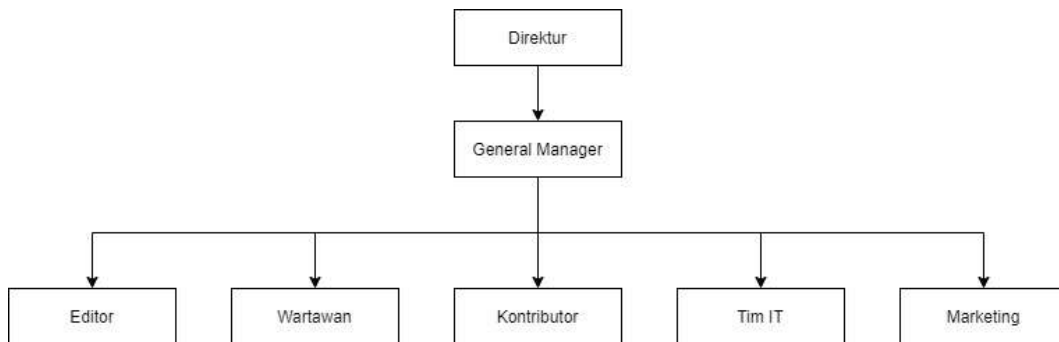 Direktur
General Manager
Editor
Wartawan
Kontributor
Tim IT
Marketing